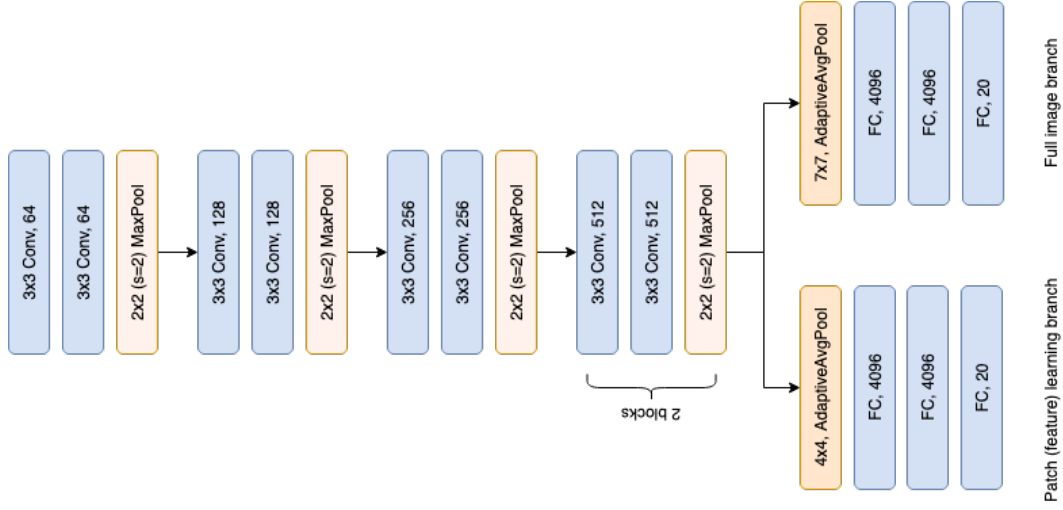 3x3 Conv, 64
3x3 Conv, 64
2x2 (s=2) MaxPool
3x3 Conv, 128
3x3 Conv, 128
2x2 (s=2) MaxPool
3x3 Conv, 256
3x3 Conv, 256
2x2 (s=2) MaxPool
3x3 Conv, 512
3x3 Conv, 512
2x2 (s=2) MaxPool
2 blocks
4x4, AdaptiveAvgPool
FC, 4096
FC, 4096
FC, 20
Patch (feature) learning branch
7x7, AdaptiveAvgPool
FC, 4096
FC, 4096
FC, 20
Full image branch